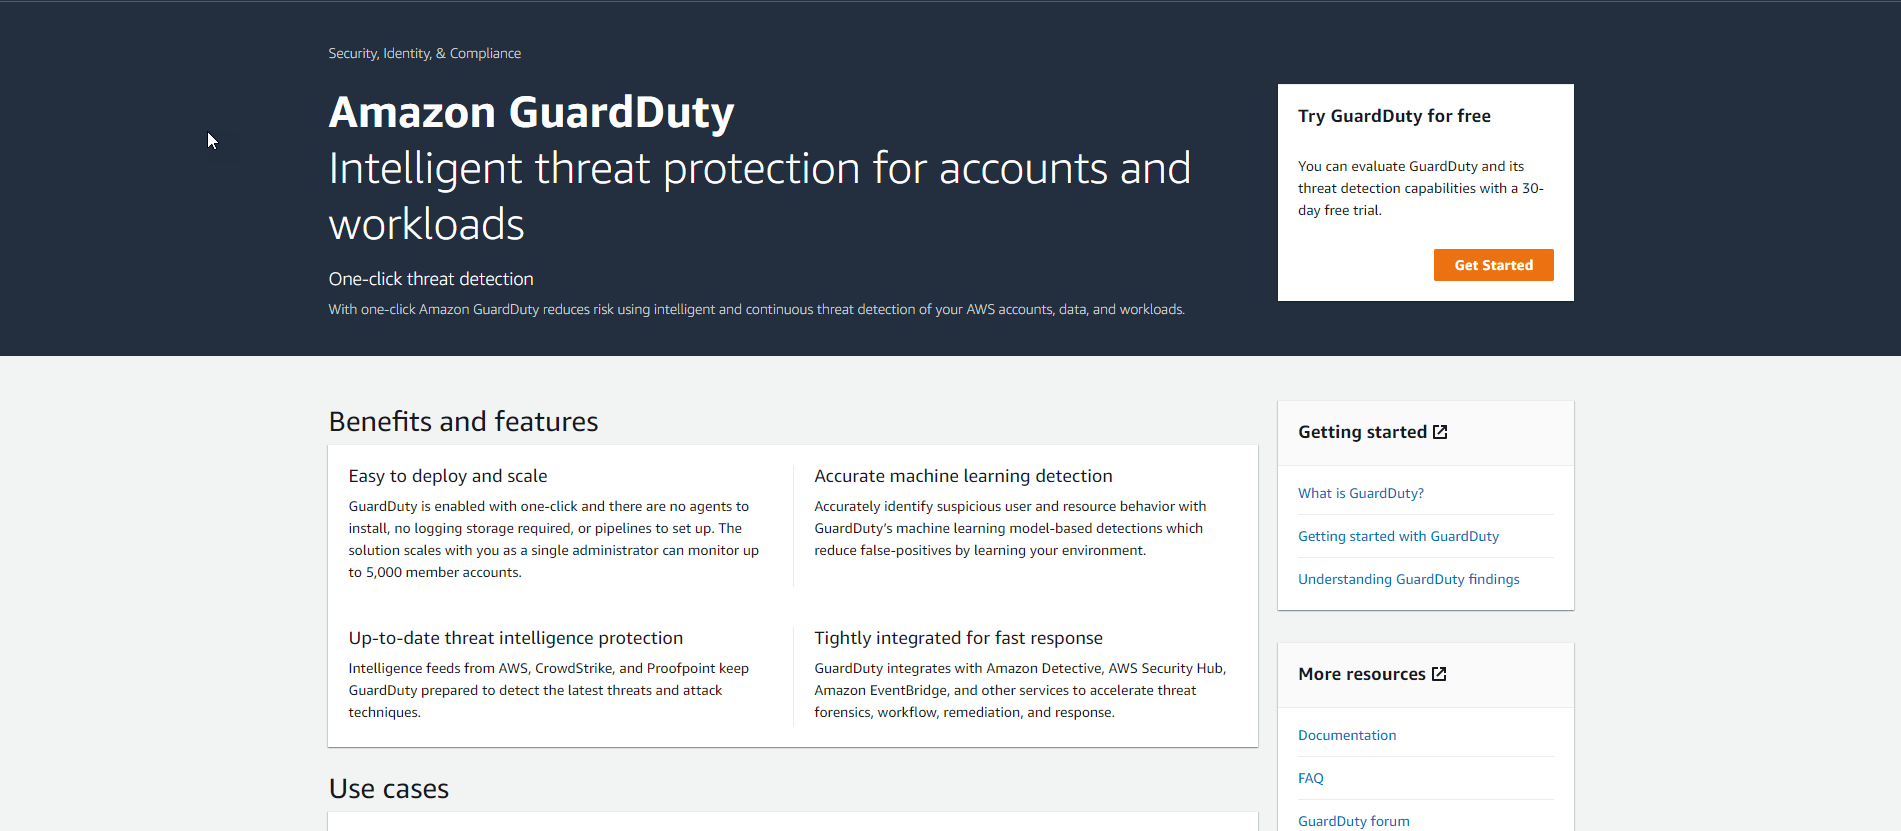 Security, Identity, & Compliance
Amazon GuardDuty
Intelligent threat protection for accounts and
workloads
One-click threat detection
With one-click Amazon GuardDuty reduces risk using intelligent and continuous threat detection of your AWS accounts, data, and workloads.
Try GuardDuty for free
You can evaluate GuardDuty and its
threat detection capabilities with a 30-
day free trial.
Get Started
Benefits and features
Easy to deploy and scale
GuardDuty is enabled with one-click and there are no agents to
install, no logging storage required, or pipelines to set up. The
solution scales with you as a single administrator can monitor up
to 5,000 member accounts.
Accurate machine learning detection
Accurately identify suspicious user and resource behavior with
GuardDuty’s machine learning model-based detections which
reduce false-positives by learning your environment.
Up-to-date threat intelligence protection
Intelligence feeds from AWS, CrowdStrike, and Proofpoint keep
GuardDuty prepared to detect the latest threats and attack
techniques.
Tightly integrated for fast response
GuardDuty integrates with Amazon Detective, AWS Security Hub,
Amazon EventBridge, and other services to accelerate threat
forensics, workflow, remediation, and response.
Use cases
Getting started
What is GuardDuty?
Getting started with GuardDuty
Understanding GuardDuty findings
More resources
Documentation
FAQ
GuardDuty forum